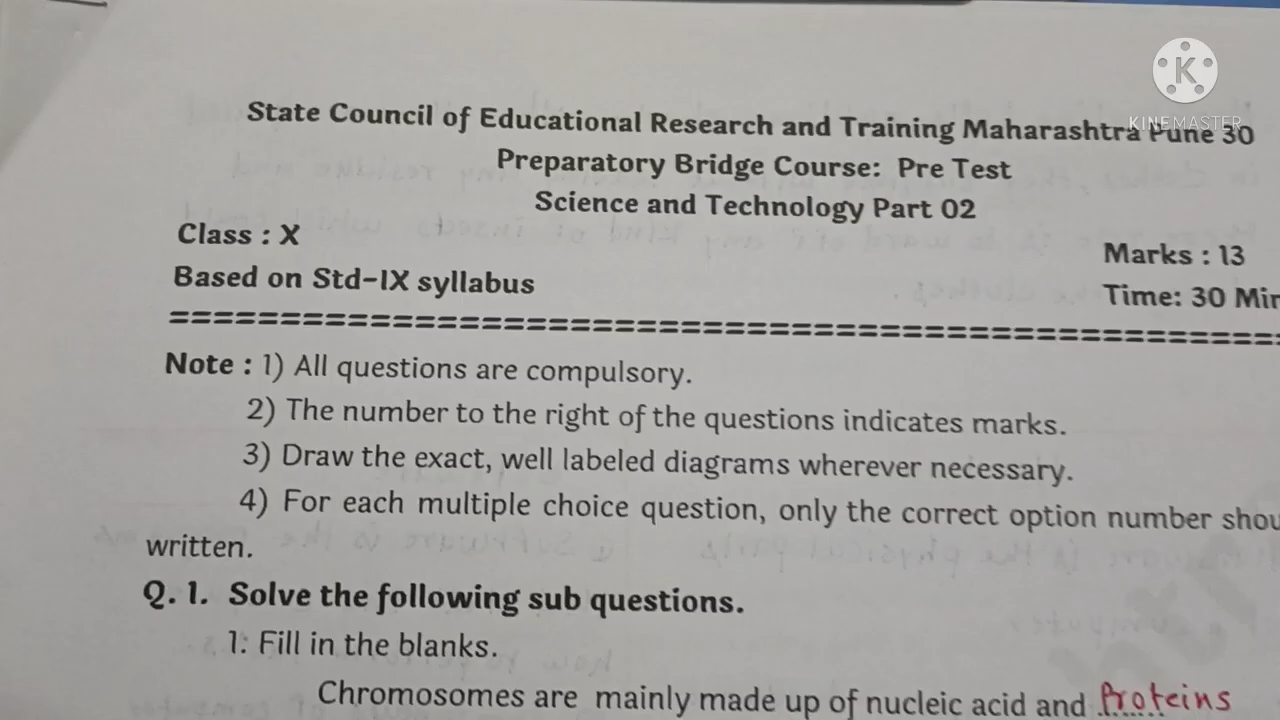 K
KINEMASTER
State Council of Educational Research and Training Maharashtra Pune 30
Preparatory Bridge Course: Pre Test
Science and Technology Part 02
Class : X
Marks : 13
Based on Std-IX syllabus
Time: 30 Min
================================================================
Note : 1) All questions are compulsory.
2) The number to the right of the questions indicates marks.
3) Draw the exact, well labeled diagrams wherever necessary.
4) For each multiple choice question, only the correct option number shou
written.
Q. 1. Solve the following sub questions.
1: Fill in the blanks.
Chromosomes are mainly made up of nucleic acid and Proteins